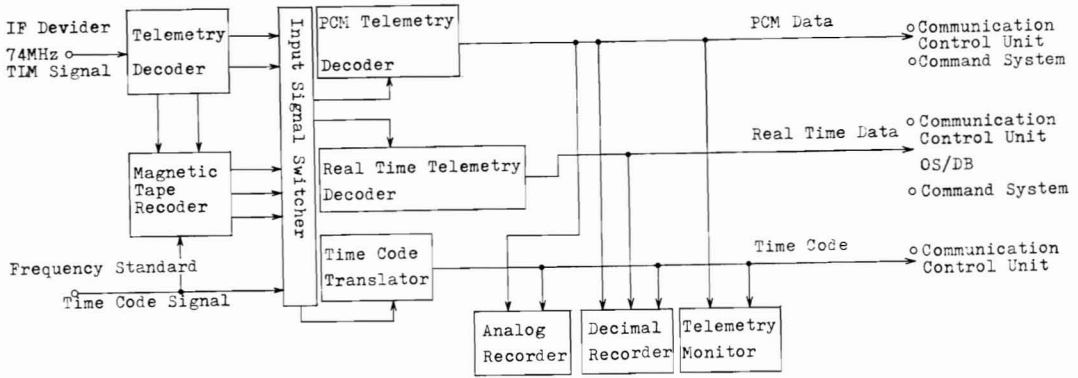 IF Devider
74MHz
TLM Signal
Telemetry
Decoder
Magnetic
Tape
Recoder
Frequency Standard
Time Code Signal
Input Signal Switcher
PCM Telemetry
Decoder
Real Time Telemetry
Decoder
Time Code
Translator
Analog
Recorder
Decimal
Recorder
Telemetry
Monitor
PCM Data
Communication
Control Unit
Command System
Real Time Data
Communication
Control Unit
OS/DB
Command System
Time Code
Communication
Control Unit